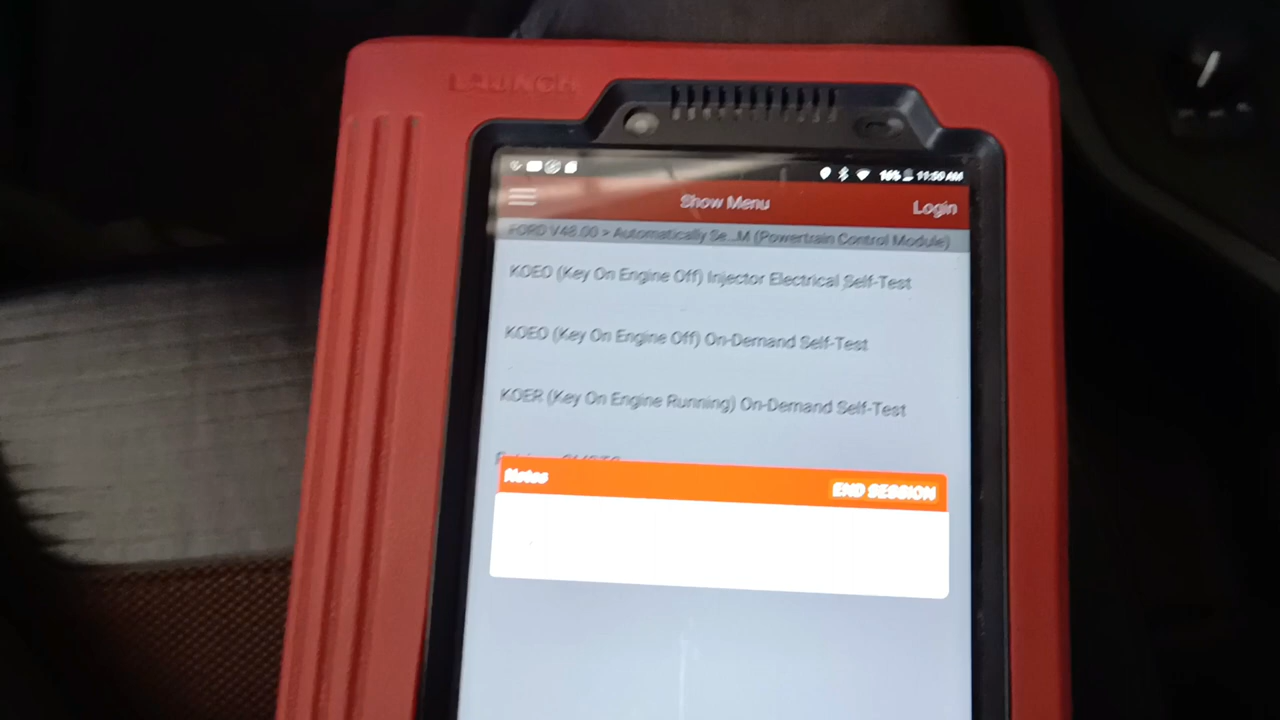 LAUNCH
11:50 AM
Show Menu
Login
FORD V48.00 > Automatically Se...M (Powertrain Control Module)
KOEO (Key On Engine Off) Injector Electrical Self-Test
KOEO (Key On Engine Off) On-Demand Self-Test
KOER (Key On Engine Running) On-Demand Self-Test
Notes
END SESSION